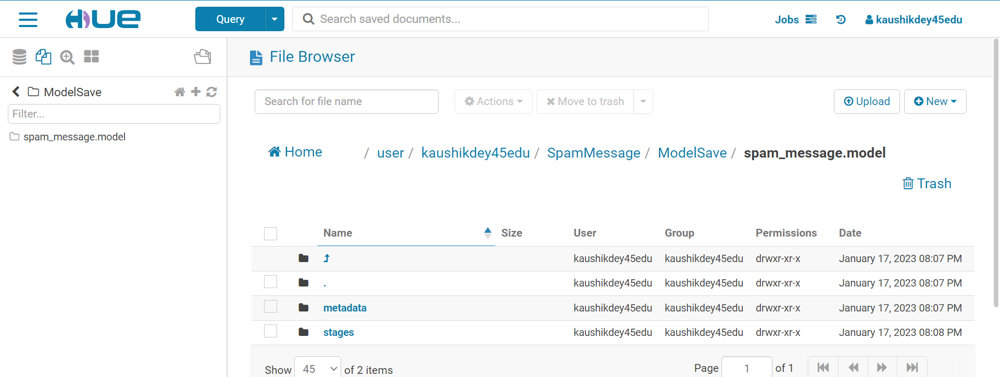 HUE
Query
Search saved documents...
Jobs
kaushikdey45edu
ModelSave
Filter...
spam_message.model
File Browser
Search for file name
Actions
Move to trash
Upload
New
Home / user / kaushikdey45edu / SpamMessage / ModelSave / spam_message.model
Trash
Name Size User Group Permissions Date
kaushikdey45edu kaushikdey45edu drwxr-xr-x January 17, 2023 08:07 PM
. kaushikdey45edu kaushikdey45edu drwxr-xr-x January 17, 2023 08:07 PM
metadata kaushikdey45edu kaushikdey45edu drwxr-xr-x January 17, 2023 08:07 PM
stages kaushikdey45edu kaushikdey45edu drwxr-xr-x January 17, 2023 08:08 PM
Show 45 of 2 items Page 1 of 1